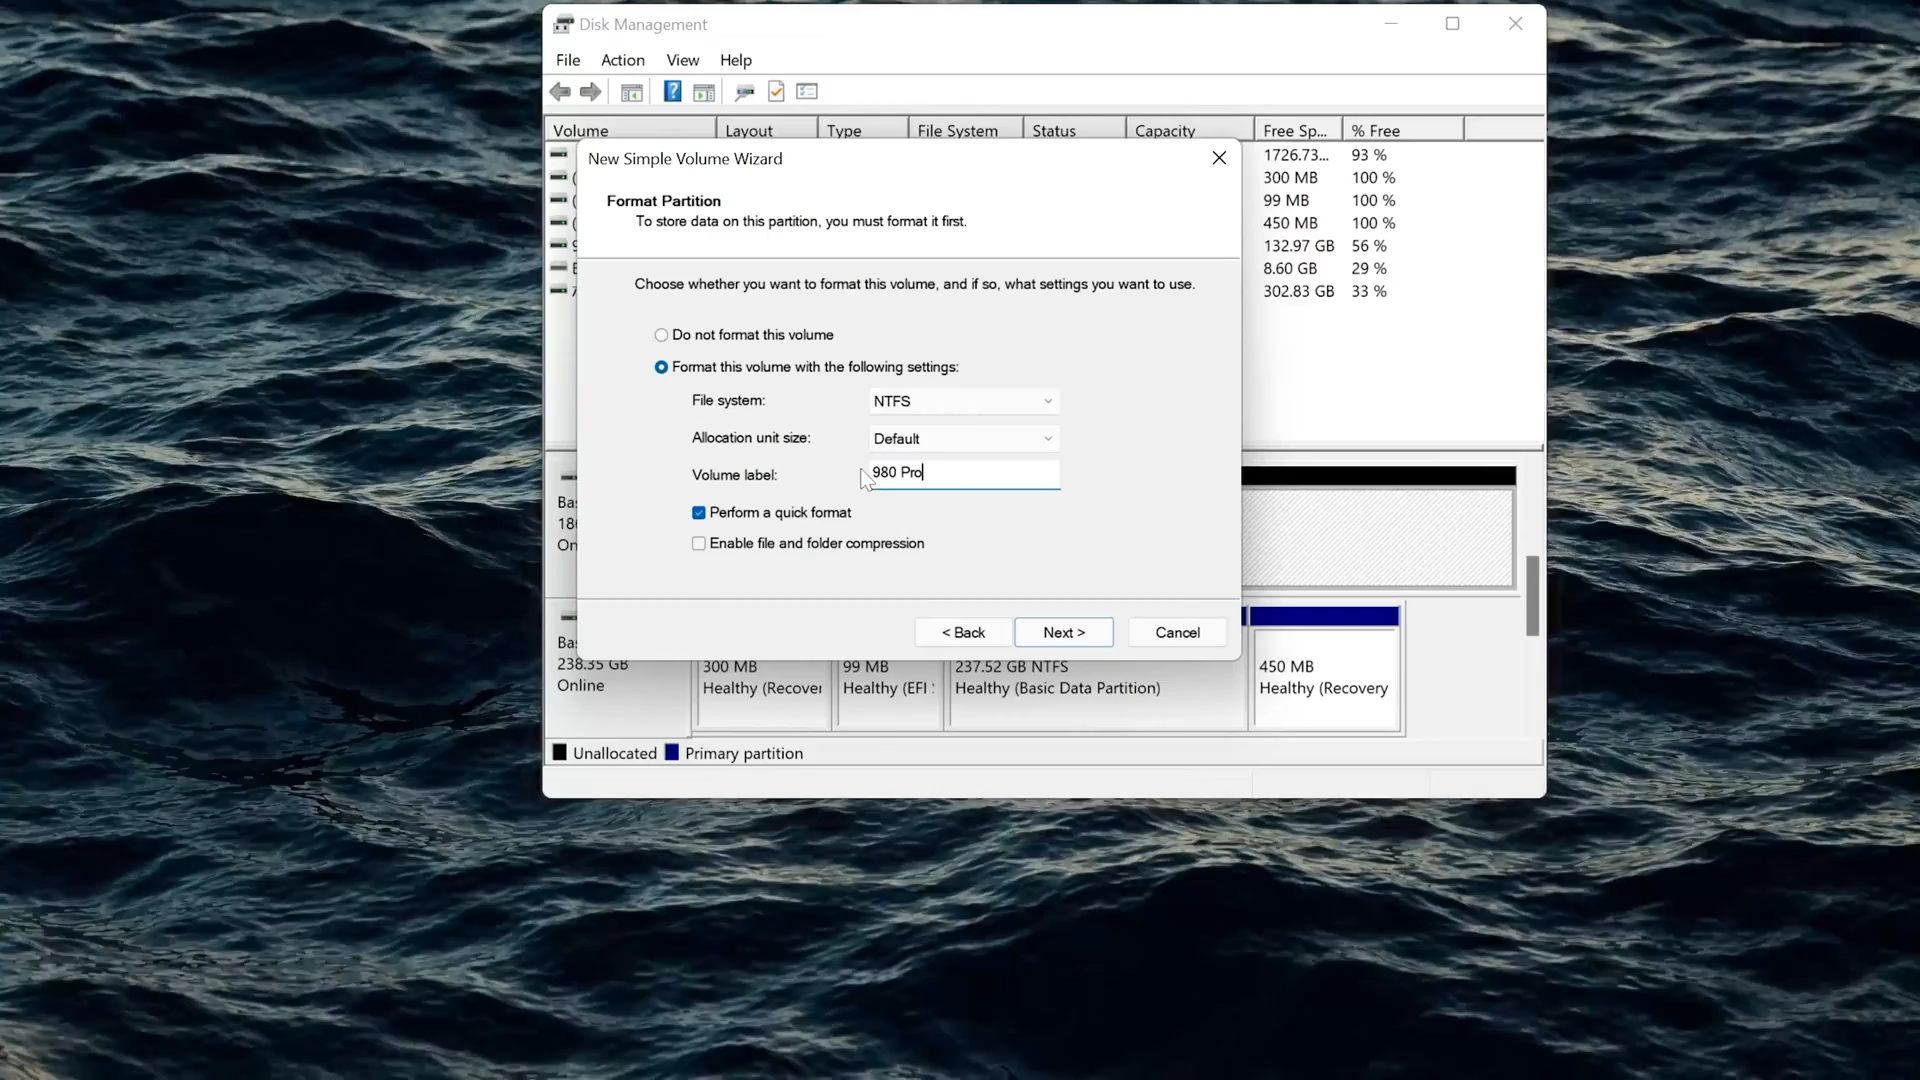 Disk Management
File Action View Help
Volume Layout Type File System Status Capacity Free Sp... % Free
New Simple Volume Wizard
1726.73... 93 %
300 MB 100 %
Format Partition
99 MB 100 %
To store data on this partition, you must format it first.
450 MB 100 %
132.97 GB 56 %
8.60 GB 29 %
Choose whether you want to format this volume, and if so, what settings you want to use.
302.83 GB 33 %
Do not format this volume
Format this volume with the following settings:
File system: NTFS
Allocation unit size: Default
Volume label: 980 Pro
Perform a quick format
Enable file and folder compression
< Back Next > Cancel
238.35 GB 300 MB 99 MB 237.52 GB NTFS 450 MB
Online Healthy (Recover Healthy (EFI Healthy (Basic Data Partition) Healthy (Recovery
Unallocated Primary partition